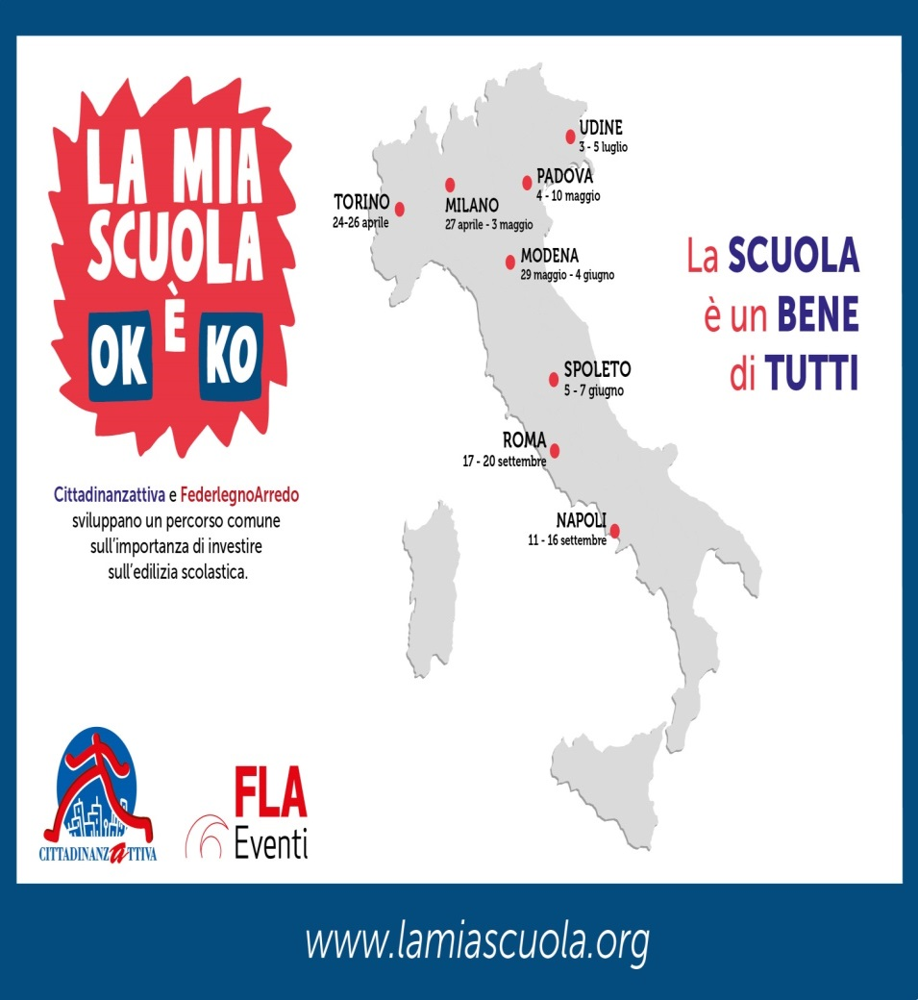 LA MIA
SCUOLA
È
OK KO
Cittadinanzattiva e FederlegnoArredo
sviluppano un percorso comune
sull'importanza di investire
sull'edilizia scolastica.
UDINE
3 - 5 luglio
PADOVA
4 - 10 maggio
TORINO
24-26 aprile
MILANO
27 aprile - 3 maggio
MODENA
29 maggio - 4 giugno
SPOLETO
5 - 7 giugno
ROMA
17 - 20 settembre
NAPOLI
11 - 16 settembre
La SCUOLA
è un BENE
di TUTTI
CITTADINANZATTIVA
FLA
Eventi
www.lamiascuola.org